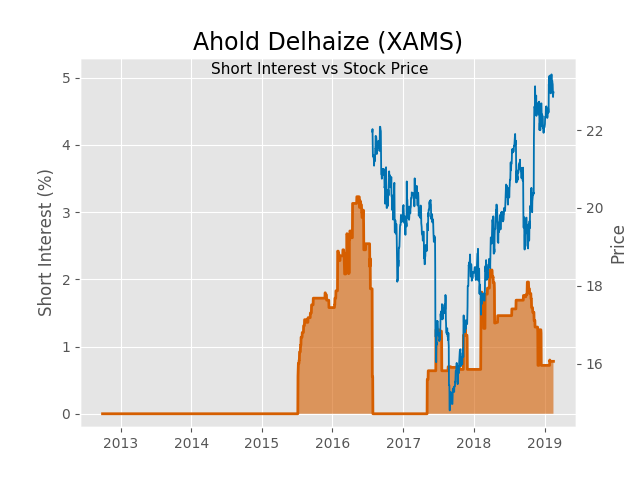 Ahold Delhaize (XAMS)
Short Interest vs Stock Price
Short Interest (%)
5
4
3
2
1
0
22
20
18
16
Price
2013 2014 2015 2016 2017 2018 2019